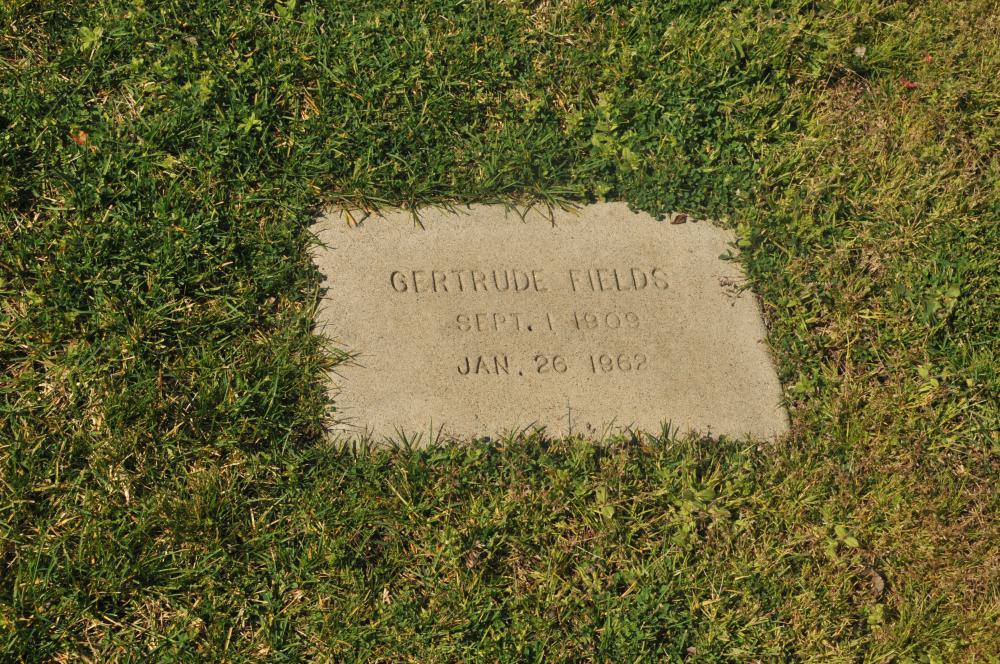 GERTRUDE FIELDS
SEPT. 1 1909
JAN. 26 1962